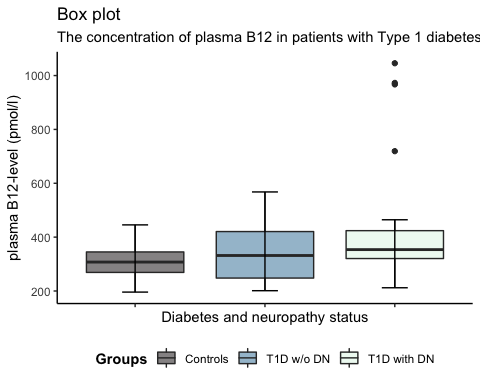 Box plot
The concentration of plasma B12 in patients with Type 1 diabetes
plasma B12-level (pmol/l)
1000
800
600
400
200
Diabetes and neuropathy status
Groups Controls T1D w/o DN T1D with DN